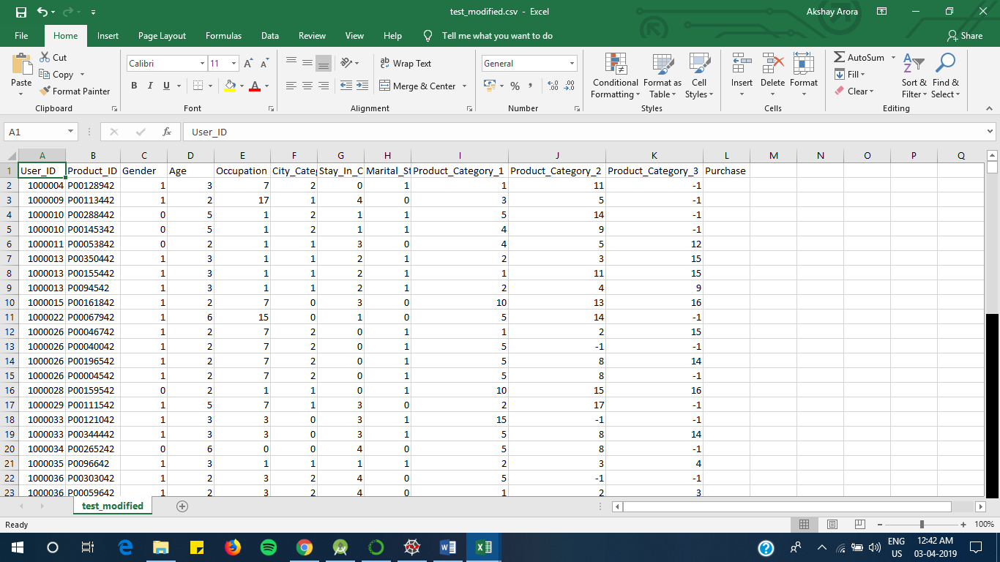 test_modified.csv - Excel
Akshay Arora
File Home Insert Page Layout Formulas Data Review View Help Tell me what you want to do Share
Paste Cut Copy Format Painter Clipboard
Calibri 11 A A B I U A Font
ab Wrap Text Merge & Center Alignment
General % , .00 .00 Number
Conditional Formatting Format as Table Cell Styles Styles
Insert Delete Format Cells
AutoSum Fill Clear Sort & Filter Find & Select Editing
A1 fx User_ID
A B C D E F G H I J K L M N O P Q
1 User_ID Product_ID Gender Age Occupation City_Cate Stay_In_C Marital_St Product_Category_1 Product_Category_2 Product_Category_3 Purchase
2 1000004 P00128942 1 3 7 2 0 1 1 11 -1
3 1000009 P00113442 1 2 17 1 4 0 3 5 -1
4 1000010 P00288442 0 5 1 2 1 1 5 14 -1
5 1000010 P00145342 0 5 1 2 1 1 4 9 -1
6 1000011 P00053842 0 2 1 1 3 0 4 5 12
7 1000013 P00350442 1 3 1 1 2 1 2 3 15
8 1000013 P00155442 1 3 1 1 2 1 1 11 15
9 1000013 P0094542 1 3 1 1 2 1 2 4 9
10 1000015 P00161842 1 2 7 0 3 0 10 13 16
11 1000022 P00067942 1 6 15 0 1 0 5 14 -1
12 1000026 P00046742 1 2 7 2 0 1 1 2 15
13 1000026 P00040042 1 2 7 2 0 1 5 -1 -1
14 1000026 P00196542 1 2 7 2 0 1 5 8 14
15 1000026 P00004542 1 2 7 2 0 1 5 8 -1
16 1000028 P00159542 0 2 1 1 0 1 10 15 16
17 1000029 P00111542 1 5 7 1 3 0 2 17 -1
18 1000033 P00121042 1 3 3 0 3 1 15 -1 -1
19 1000033 P00344442 1 3 3 0 3 1 5 8 14
20 1000034 P00265242 0 6 0 0 4 0 5 8 -1
21 1000035 P0096642 1 3 1 1 1 1 2 3 4
22 1000036 P00303042 1 2 3 2 4 0 5 -1 -1
23 1000036 P00059642 1 2 3 2 4 0 1 2 3
test_modified
Ready 100%
ENG US
12:42 AM
03-04-2019